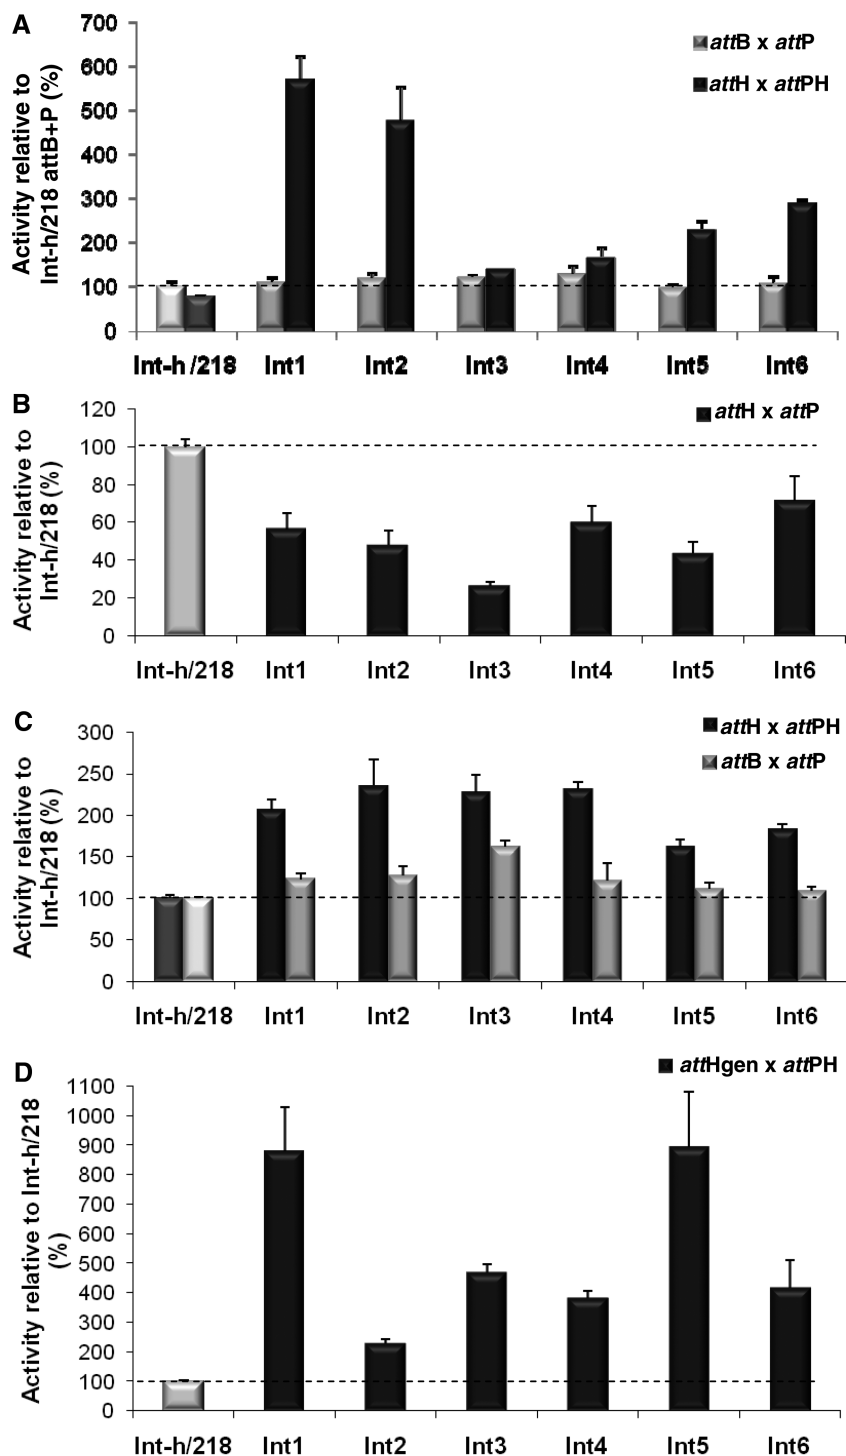 A
Activity relative to
Int-h/218 attB+P (%)
700
600
500
400
300
200
100
0
attB x attP
attH x attPH
Int-h /218 Int1 Int2 Int3 Int4 Int5 Int6
B
Activity relative to
Int-h/218 (%)
120
100
80
60
40
20
0
attH x attP
Int-h/218 Int1 Int2 Int3 Int4 Int5 Int6
C
Activity relative to
Int-h/218 (%)
300
250
200
150
100
50
0
attH x attPH
attB x attP
Int-h/218 Int1 Int2 Int3 Int4 Int5 Int6
D
Activity relative to Int-h/218
(%)
1100
1000
900
800
700
600
500
400
300
200
100
0
attHgen x attPH
Int-h/218 Int1 Int2 Int3 Int4 Int5 Int6